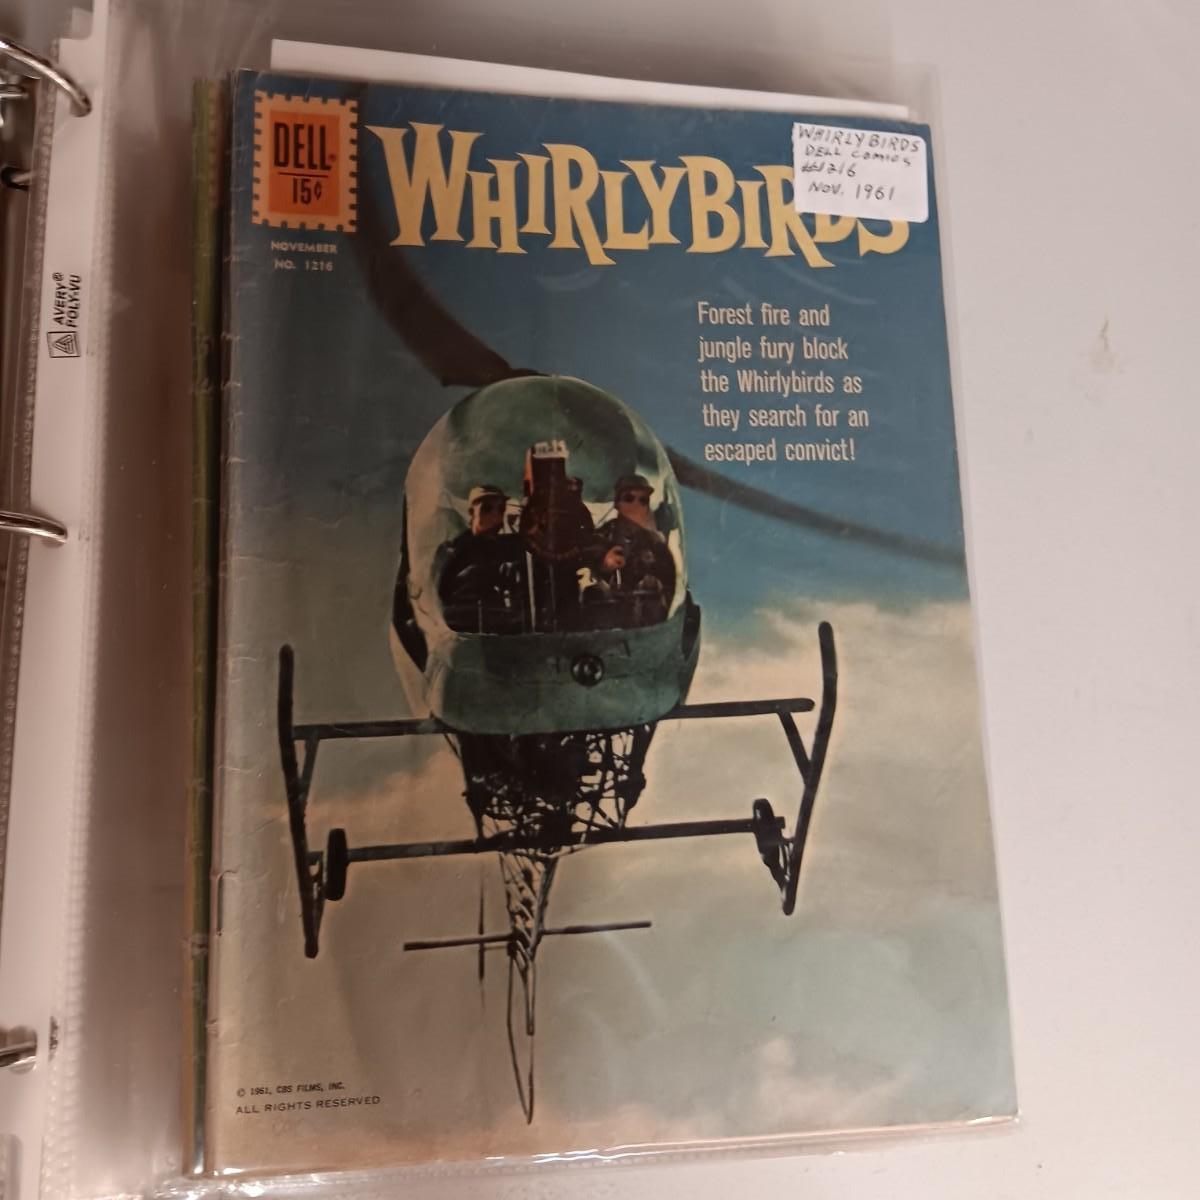 DELL
15¢
NOVEMBER
NO. 1216
WHIRLYBIRDS
WHIRLYBIRDS
DELL COMICS
#1216
NOV. 1961
Forest fire and
jungle fury block
the Whirlybirds as
they search for an
escaped convict!
AVERY®
POLY-VU
© 1961, CBS FILMS, INC.
ALL RIGHTS RESERVED